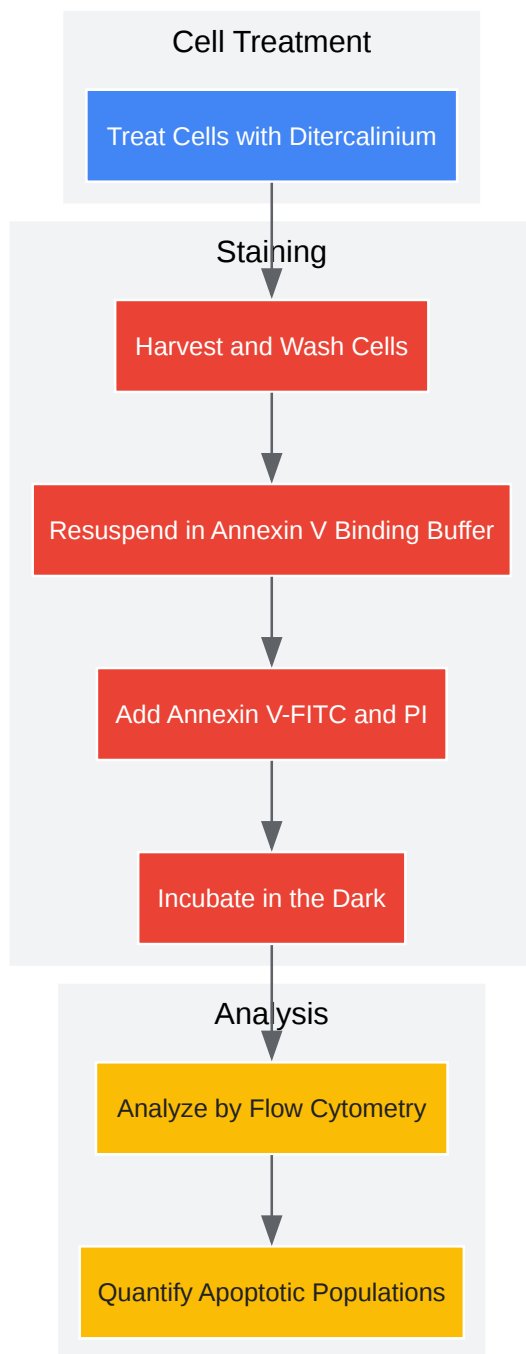 Cell Treatment
Treat Cells with Ditercalinium
Staining
Harvest and Wash Cells
Resuspend in Annexin V Binding Buffer
Add Annexin V-FITC and PI
Incubate in the Dark
Analysis
Analyze by Flow Cytometry
Quantify Apoptotic Populations